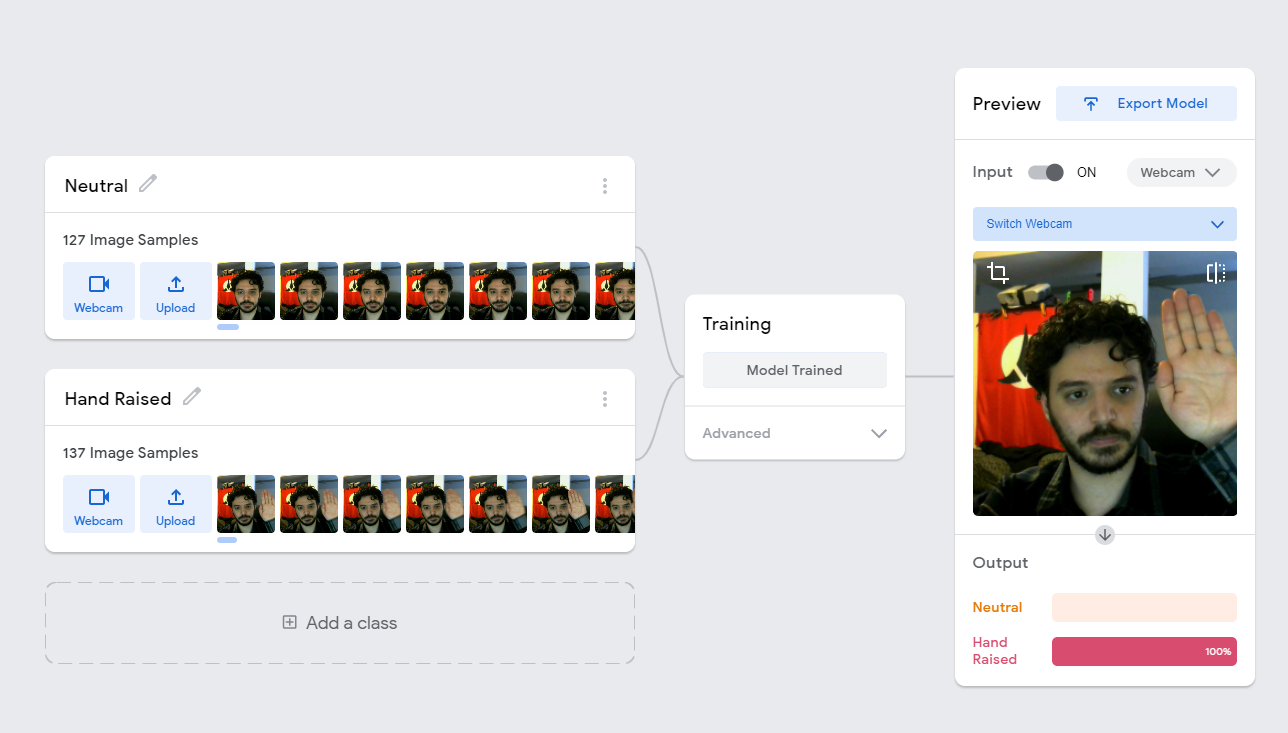 Neutral
127 Image Samples
Webcam
Upload
Hand Raised
137 Image Samples
Webcam
Upload
Add a class
Training
Model Trained
Advanced
Preview
Export Model
Input
ON
Webcam
Switch Webcam
Output
Neutral
Hand
Raised
100%